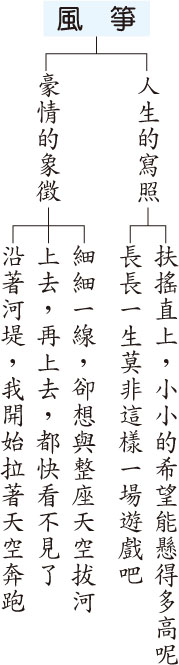 風箏
人生的寫照
扶搖直上，小小的希望能懸得多高呢
長長一生莫非這樣一場遊戲吧
豪情的象徵
細細一線，卻想與整座天空拔河
上去，再上去，都快看不見了
沿著河堤，我開始拉著天空奔跑